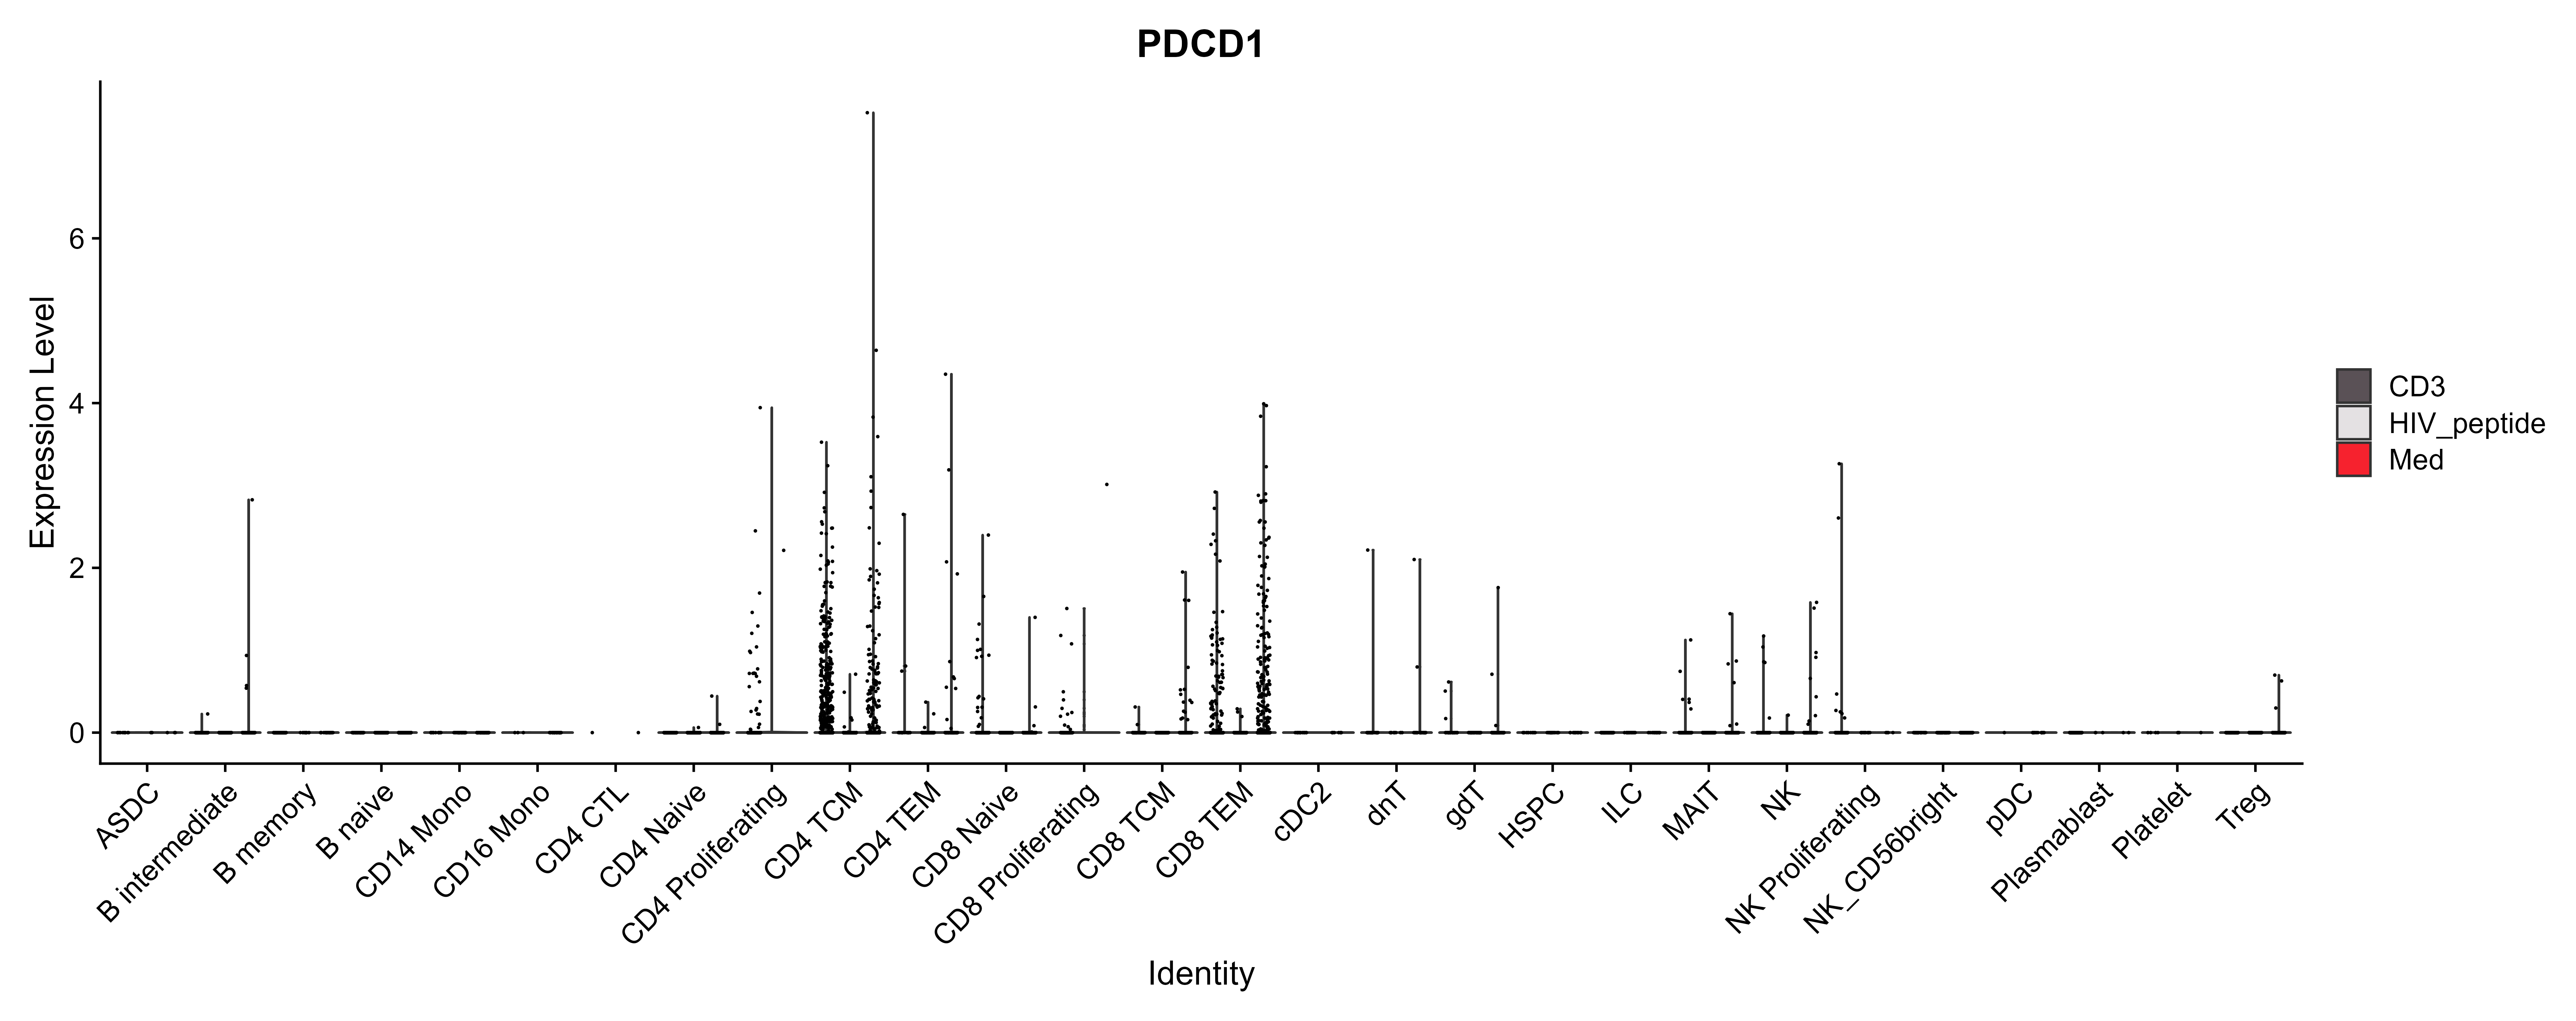 PDCD1
Expression Level
6
4
2
0
ASDC
B intermediate
B memory
B naive
CD14 Mono
CD16 Mono
CD4 CTL
CD4 Naive
CD4 Proliferating
CD4 TCM
CD4 TEM
CD8 Naive
CD8 Proliferating
CD8 TCM
CD8 TEM
cDC2
dnT
gdT
HSPC
ILC
MAIT
NK
NK Proliferating
NK_CD56bright
pDC
Plasmablast
Platelet
Treg
Identity
CD3
HIV_peptide
Med